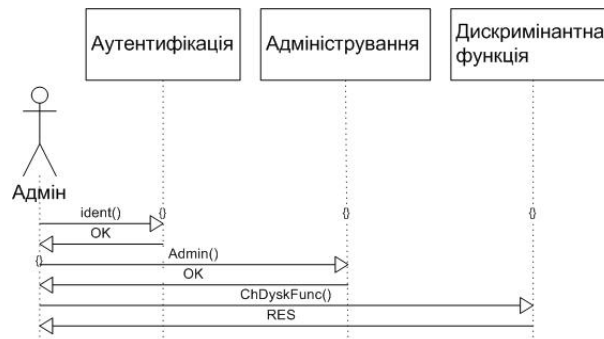 Аутентифікація
Адміністрування
Дискримінантна
функція
Адмін
ident()
{}
{}
{}
OK
{}
Admin()
OK
ChDyskFunc()
RES